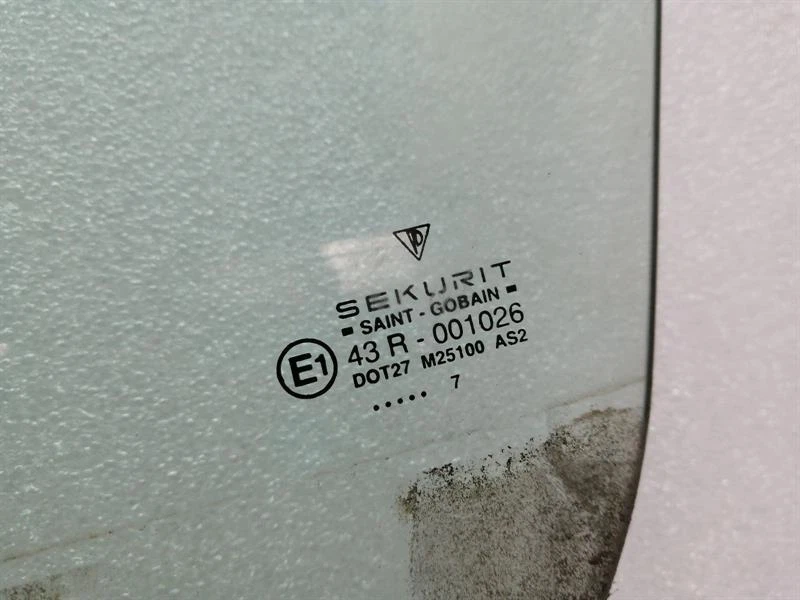 SEKURIT
SAINT - GOBAIN
E1
43 R - 001026
DOT27 M25100 AS2
..... 7